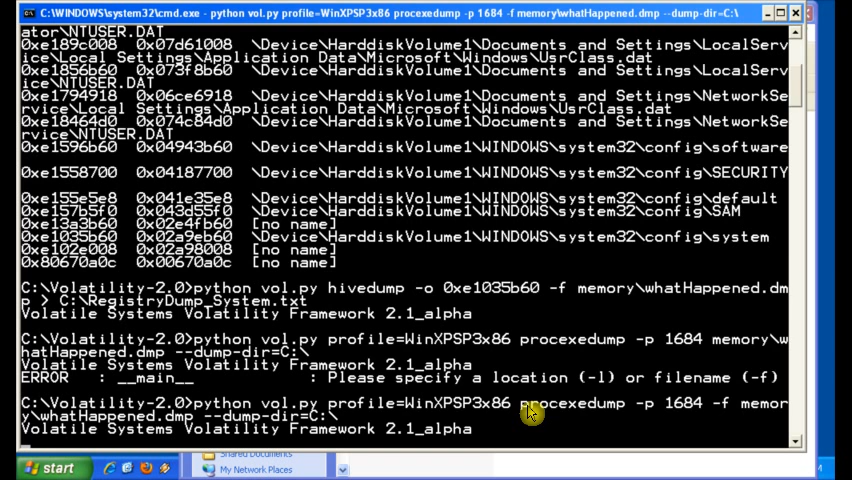 C:\WINDOWS\system32\cmd.exe - python vol.py profile=WinXPSP3x86 procexedump -p 1684 -f memory\whatHappened.dmp --dump-dir=C:\
ator\NTUSER.DAT
0xe189c008 0x07d61008 \Device\HarddiskVolume1\Documents and Settings\LocalServ
ice\Local Settings\Application Data\Microsoft\Windows\UsrClass.dat
0xe1856b60 0x073f8b60 \Device\HarddiskVolume1\Documents and Settings\LocalServ
ice\NTUSER.DAT
0xe1794918 0x06ce6918 \Device\HarddiskVolume1\Documents and Settings\NetworkSe
rvice\Local Settings\Application Data\Microsoft\Windows\UsrClass.dat
0xe18464d0 0x074c84d0 \Device\HarddiskVolume1\Documents and Settings\NetworkSe
rvice\NTUSER.DAT
0xe1596b60 0x04943b60 \Device\HarddiskVolume1\WINDOWS\system32\config\software
0xe1558700 0x04187700 \Device\HarddiskVolume1\WINDOWS\system32\config\SECURITY
0xe155e5e8 0x041e35e8 \Device\HarddiskVolume1\WINDOWS\system32\config\default
0xe157b5f0 0x043d55f0 \Device\HarddiskVolume1\WINDOWS\system32\config\SAM
0xe13a3b60 0x02e4fb60 [no name]
0xe1035b60 0x02a9eb60 \Device\HarddiskVolume1\WINDOWS\system32\config\system
0xe102e008 0x02a98008 [no name]
0x80670a0c 0x00670a0c [no name]
C:\Volatility-2.0>python vol.py hivedump -o 0xe1035b60 -f memory\whatHappened.dm
p > C:\RegistryDump_System.txt
Volatile Systems Volatility Framework 2.1_alpha
C:\Volatility-2.0>python vol.py profile=WinXPSP3x86 procexedump -p 1684 memory\w
hatHappened.dmp --dump-dir=C:\
Volatile Systems Volatility Framework 2.1_alpha
ERROR : __main__ : Please specify a location (-l) or filename (-f)
C:\Volatility-2.0>python vol.py profile=WinXPSP3x86 procexedump -p 1684 -f memor
y\whatHappened.dmp --dump-dir=C:\
Volatile Systems Volatility Framework 2.1_alpha
start
Shared Documents
My Network Places
M